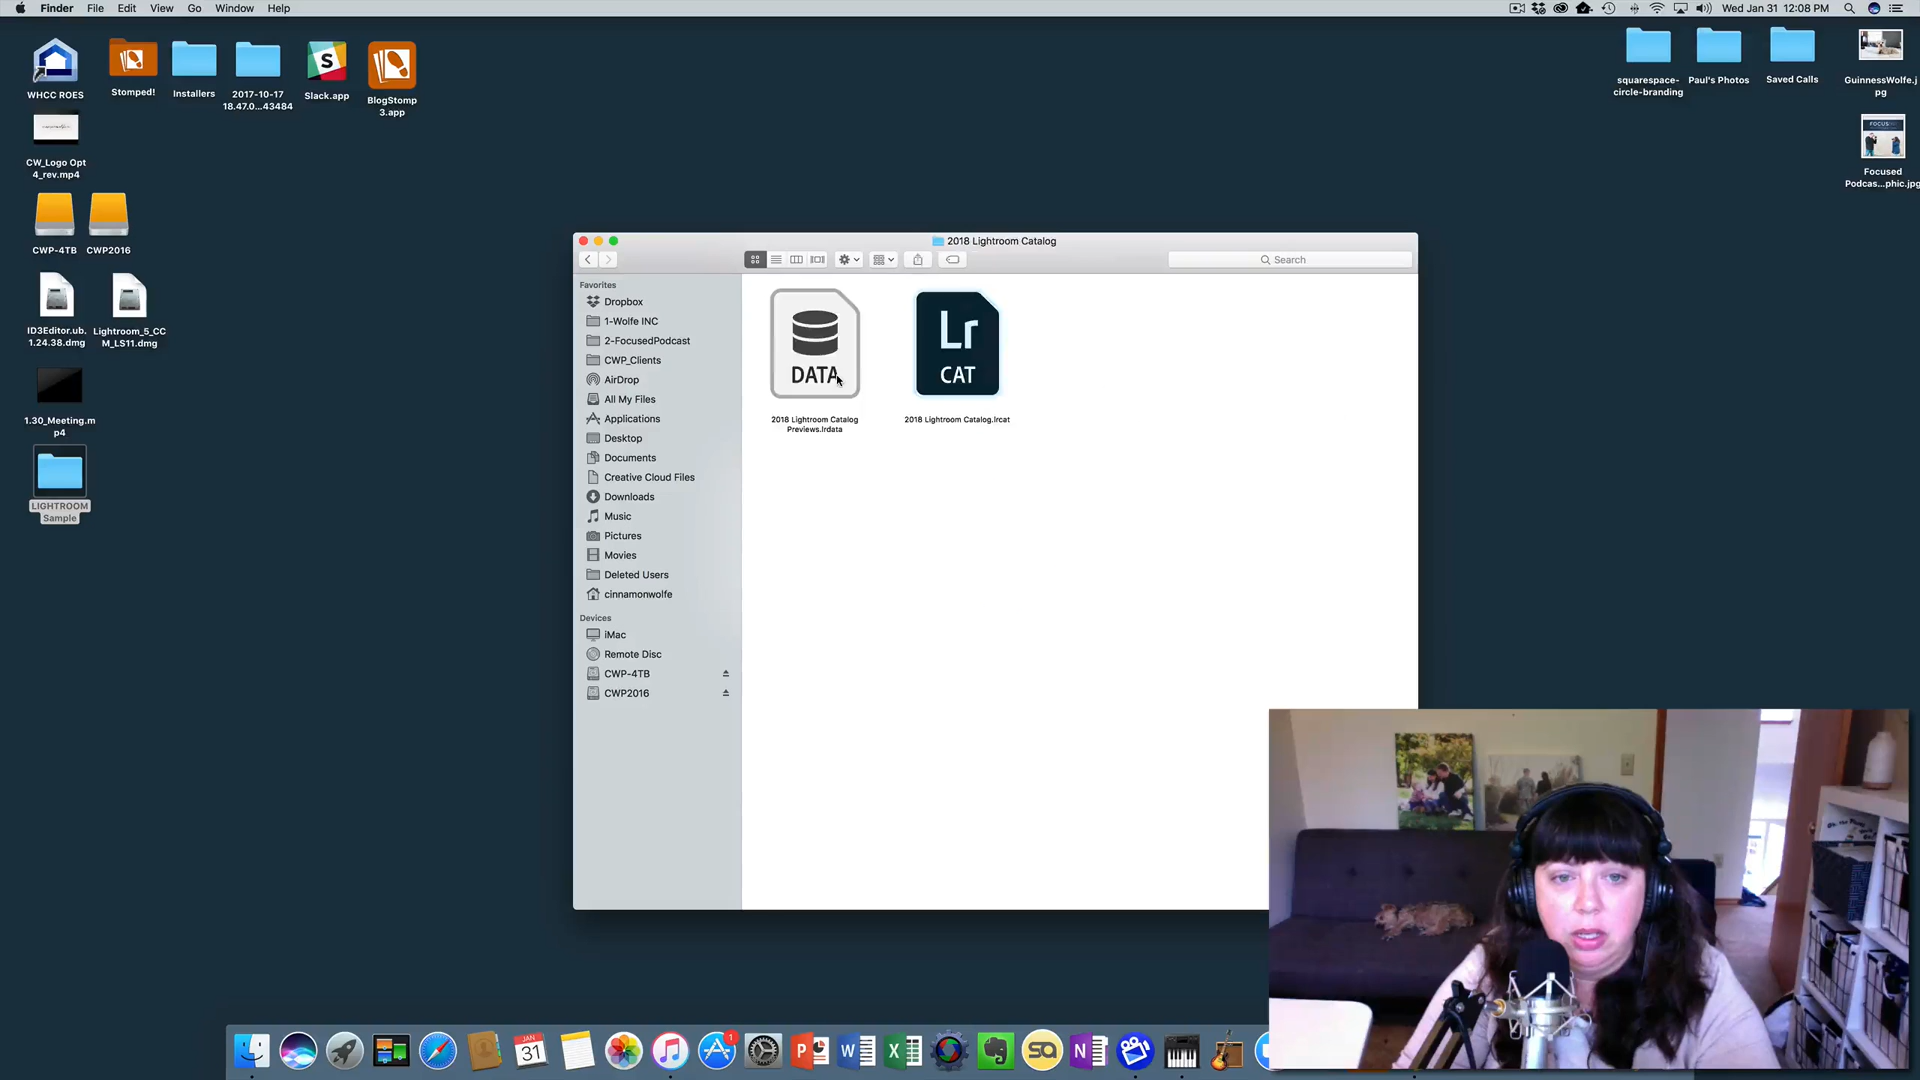 Finder File Edit View Go Window Help
Wed Jan 31 12:08 PM
WHCC ROES
Stomped!
Installers
2017-10-17
18.47.0...43484
Slack.app
BlogStomp
3.app
CW_Logo Opt
4_rev.mp4
CWP-4TB
CWP2016
ID3Editor.ub.
1.24.38.dmg
Lightroom_5_CC
M_LS11.dmg
1.30_Meeting.m
p4
LIGHTROOM
Sample
squarespace-
circle-branding
Paul's Photos
Saved Calls
GuinnessWolfe.j
pg
FOCUSED
Focused
Podcas...phic.jpg
2018 Lightroom Catalog
Search
Favorites
Dropbox
1-Wolfe INC
2-FocusedPodcast
CWP_Clients
AirDrop
All My Files
Applications
Desktop
Documents
Creative Cloud Files
Downloads
Music
Pictures
Movies
Deleted Users
cinnamonwolfe
Devices
iMac
Remote Disc
CWP-4TB
CWP2016
DATA
2018 Lightroom Catalog
Previews.lrdata
Lr
CAT
2018 Lightroom Catalog.lrcat
JAN
31
1
P
W
X
N